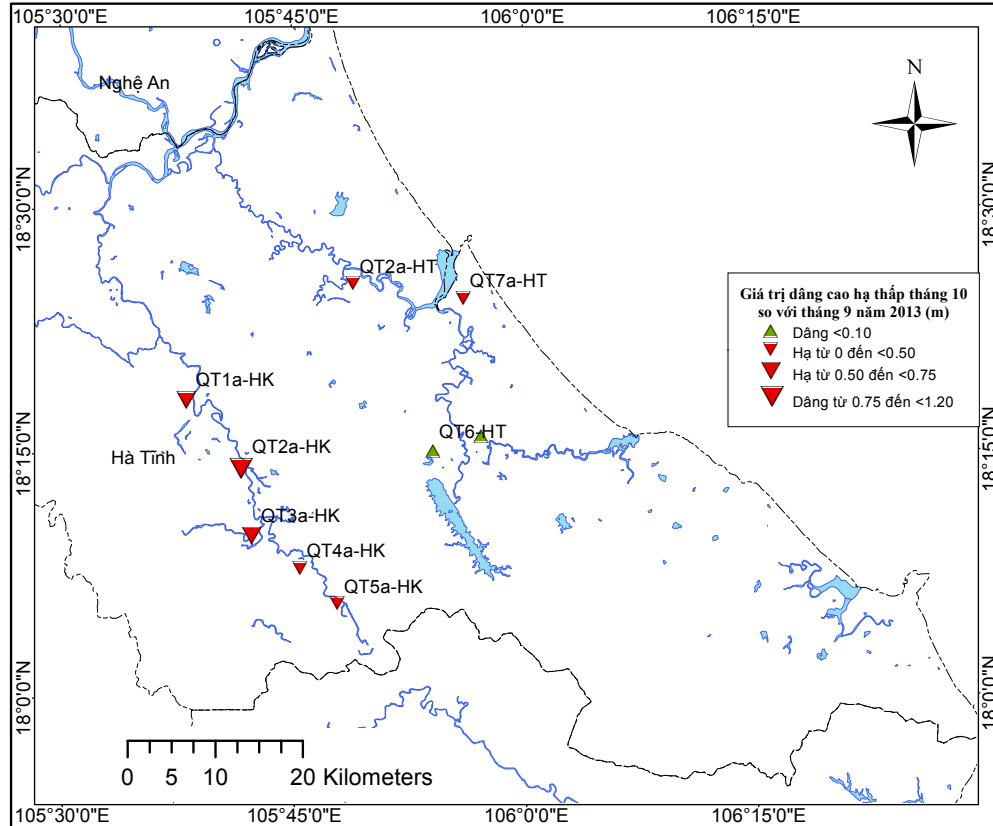 105°30'0"E
105°45'0"E
106°0'0"E
106°15'0"E
Nghệ An
N
18°30'0"N
18°30'0"N
QT2a-HT
QT7a-HT
Giá trị dâng cao hạ thấp tháng 10
so với tháng 9 năm 2013 (m)
Dâng <0.10
Hạ từ 0 đến <0.50
Hạ từ 0.50 đến <0.75
Dâng từ 0.75 đến <1.20
QT1a-HK
QT6-HT
QT2a-HK
Hà Tĩnh
18°15'0"N
18°15'0"N
QT3a-HK
QT4a-HK
QT5a-HK
18°0'0"N
18°0'0"N
0 5 10 20 Kilometers
105°30'0"E
105°45'0"E
106°0'0"E
106°15'0"E